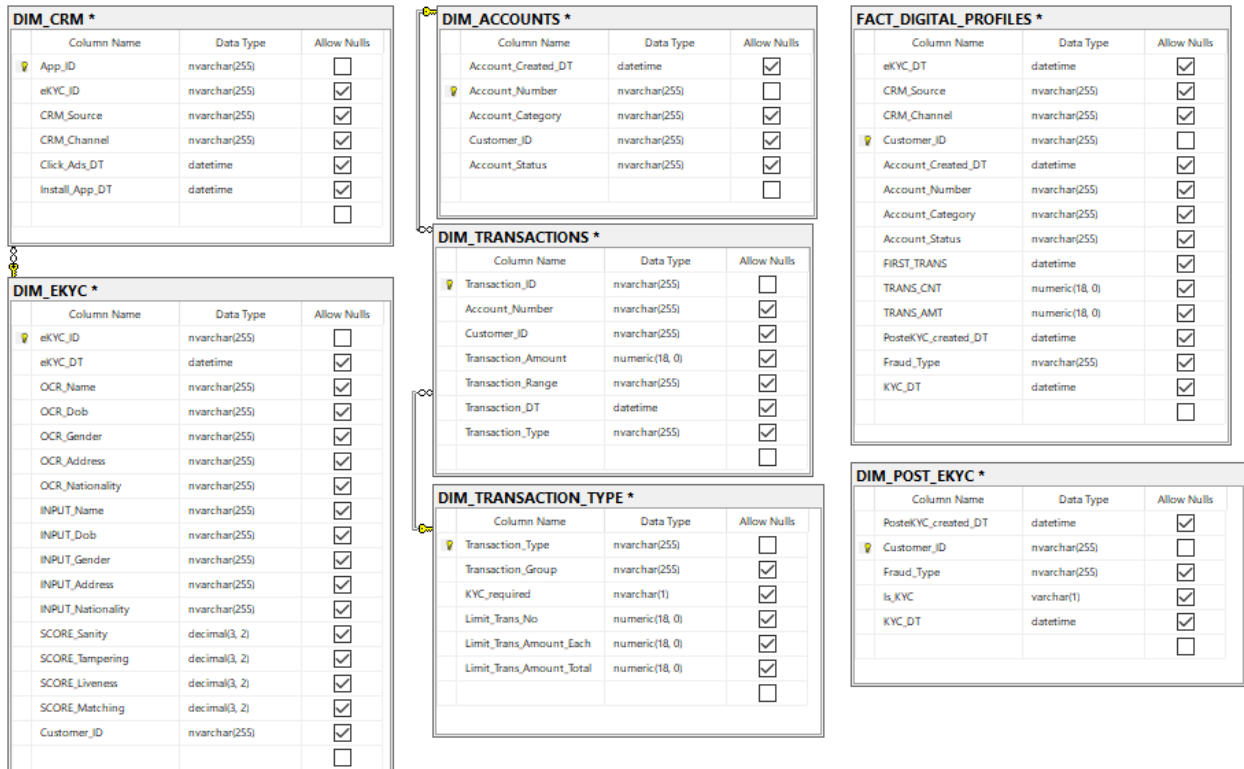 DIM_CRM *
Column Name Data Type Allow Nulls
App_ID nvarchar(255)
eKYC_ID nvarchar(255)
CRM_Source nvarchar(255)
CRM_Channel nvarchar(255)
Click_Ads_DT datetime
Install_App_DT datetime
DIM_EKYC *
Column Name Data Type Allow Nulls
eKYC_ID nvarchar(255)
eKYC_DT datetime
OCR_Name nvarchar(255)
OCR_Dob nvarchar(255)
OCR_Gender nvarchar(255)
OCR_Address nvarchar(255)
OCR_Nationality nvarchar(255)
INPUT_Name nvarchar(255)
INPUT_Dob nvarchar(255)
INPUT_Gender nvarchar(255)
INPUT_Address nvarchar(255)
INPUT_Nationality nvarchar(255)
SCORE_Sanity decimal(3, 2)
SCORE_Tampering decimal(3, 2)
SCORE_Liveness decimal(3, 2)
SCORE_Matching decimal(3, 2)
Customer_ID nvarchar(255)
DIM_ACCOUNTS *
Column Name Data Type Allow Nulls
Account_Created_DT datetime
Account_Number nvarchar(255)
Account_Category nvarchar(255)
Customer_ID nvarchar(255)
Account_Status nvarchar(255)
DIM_TRANSACTIONS *
Column Name Data Type Allow Nulls
Transaction_ID nvarchar(255)
Account_Number nvarchar(255)
Customer_ID nvarchar(255)
Transaction_Amount numeric(18, 0)
Transaction_Range nvarchar(255)
Transaction_DT datetime
Transaction_Type nvarchar(255)
DIM_TRANSACTION_TYPE *
Column Name Data Type Allow Nulls
Transaction_Type nvarchar(255)
Transaction_Group nvarchar(255)
KYC_required nvarchar(1)
Limit_Trans_No numeric(18, 0)
Limit_Trans_Amount_Each numeric(18, 0)
Limit_Trans_Amount_Total numeric(18, 0)
FACT_DIGITAL_PROFILES *
Column Name Data Type Allow Nulls
eKYC_DT datetime
CRM_Source nvarchar(255)
CRM_Channel nvarchar(255)
Customer_ID nvarchar(255)
Account_Created_DT datetime
Account_Number nvarchar(255)
Account_Category nvarchar(255)
Account_Status nvarchar(255)
FIRST_TRANS datetime
TRANS_CNT numeric(18, 0)
TRANS_AMT numeric(18, 0)
PosteKYC_created_DT datetime
Fraud_Type nvarchar(255)
KYC_DT datetime
DIM_POST_EKYC *
Column Name Data Type Allow Nulls
PosteKYC_created_DT datetime
Customer_ID nvarchar(255)
Fraud_Type nvarchar(255)
Is_KYC varchar(1)
KYC_DT datetime